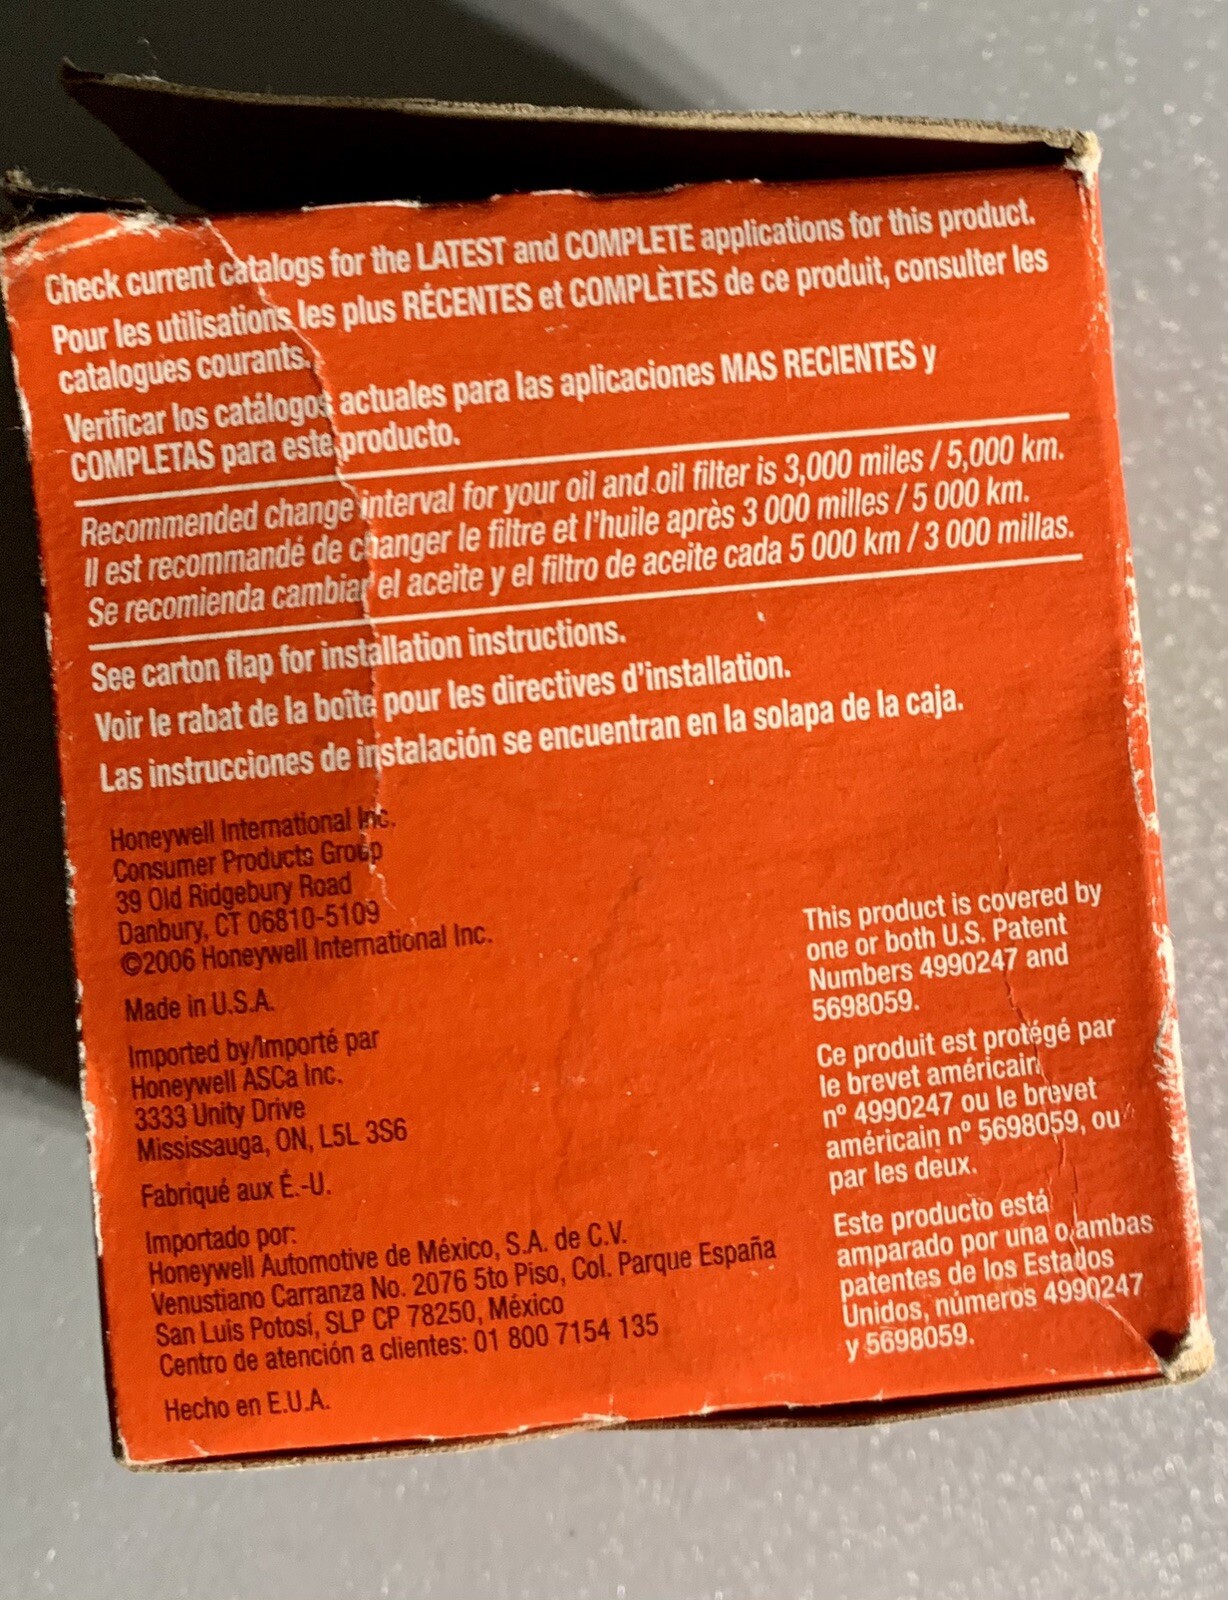 Check current catalogs for the LATEST and COMPLETE applications for this product.
Pour les utilisations les plus RÉCENTES et COMPLÈTES de ce produit, consulter les
catalogues courants.
Verificar los catálogos actuales para las aplicaciones MAS RECIENTES y
COMPLETAS para este producto.
Recommended change interval for your oil and oil filter is 3,000 miles / 5,000 km.
Il est recommandé de changer le filtre et l'huile après 3 000 milles / 5 000 km.
Se recomienda cambiar el aceite y el filtro de aceite cada 5 000 km / 3 000 millas.
See carton flap for installation instructions.
Voir le rabat de la boîte pour les directives d'installation.
Las instrucciones de instalación se encuentran en la solapa de la caja.
Honeywell International Inc.
Consumer Products Group
39 Old Ridgebury Road
Danbury, CT 06810-5109
©2006 Honeywell International Inc.
Made in U.S.A.
Imported by/Importé par
Honeywell ASCa Inc.
3333 Unity Drive
Mississauga, ON, L5L 3S6
Fabriqué aux É.-U.
Importado por:
Honeywell Automotive de México, S.A. de C.V.
Venustiano Carranza No. 2076 5to Piso, Col. Parque España
San Luis Potosí, SLP CP 78250, México
Centro de atención a clientes: 01 800 7154 135
Hecho en E.U.A.
This product is covered by
one or both U.S. Patent
Numbers 4990247 and
5698059.
Ce produit est protégé par
le brevet américain
nº 4990247 ou le brevet
américain nº 5698059, ou
par les deux.
Este producto está
amparado por una o ambas
patentes de los Estados
Unidos, números 4990247
y 5698059.